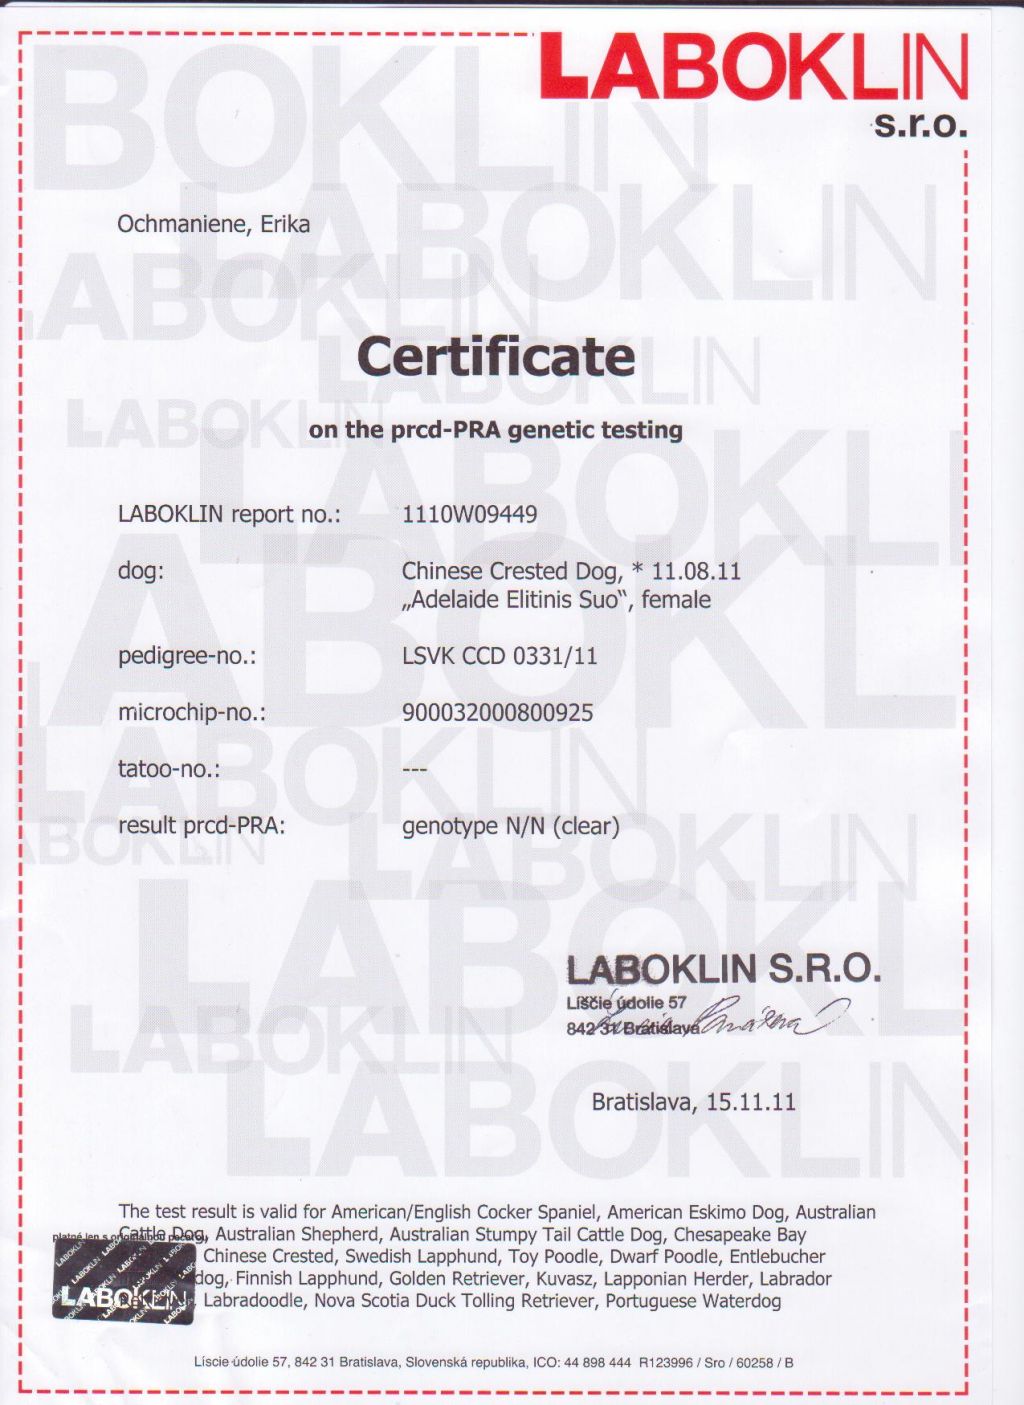 LABOKLIN
s.r.o.
Ochmaniene, Erika
Certificate
on the prcd-PRA genetic testing
LABOKLIN report no.: 1110W09449
dog: Chinese Crested Dog, * 11.08.11
„Adelaide Elitinis Suo“, female
pedigree-no.: LSVK CCD 0331/11
microchip-no.: 900032000800925
tatoo-no.: ---
result prcd-PRA: genotype N/N (clear)
LABOKLIN S.R.O.
Líščie údolie 57
842 31 Bratislava
Bratislava, 15.11.11
The test result is valid for American/English Cocker Spaniel, American Eskimo Dog, Australian
Cattle Dog, Australian Shepherd, Australian Stumpy Tail Cattle Dog, Chesapeake Bay
platné len s
Chinese Crested, Swedish Lapphund, Toy Poodle, Dwarf Poodle, Entlebucher
dog, Finnish Lapphund, Golden Retriever, Kuvasz, Lapponian Herder, Labrador
LABOKLIN
Labradoodle, Nova Scotia Duck Tolling Retriever, Portuguese Waterdog
Líscie údolie 57, 842 31 Bratislava, Slovenská republika, ICO: 44 898 444 R123996 / Sro / 60258 / B